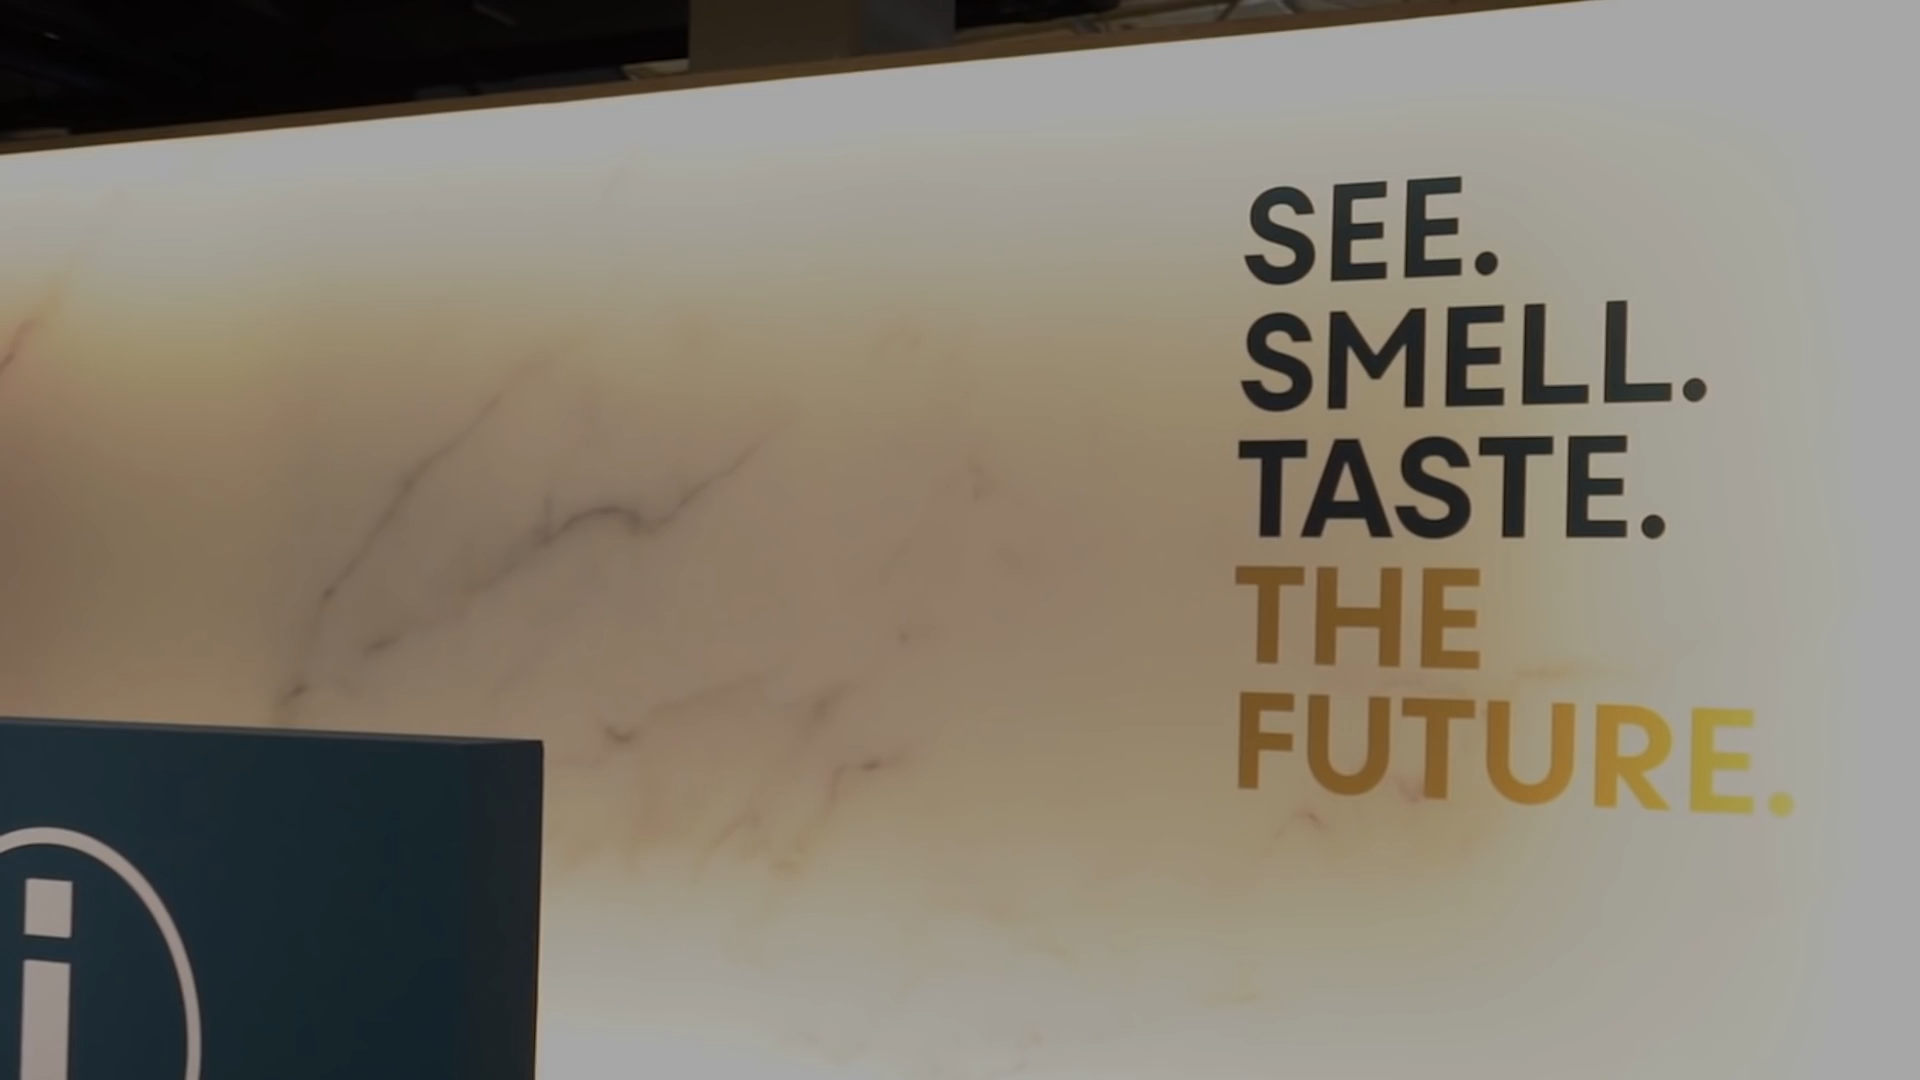 SEE.
SMELL.
TASTE.
THE
FUTURE.
i